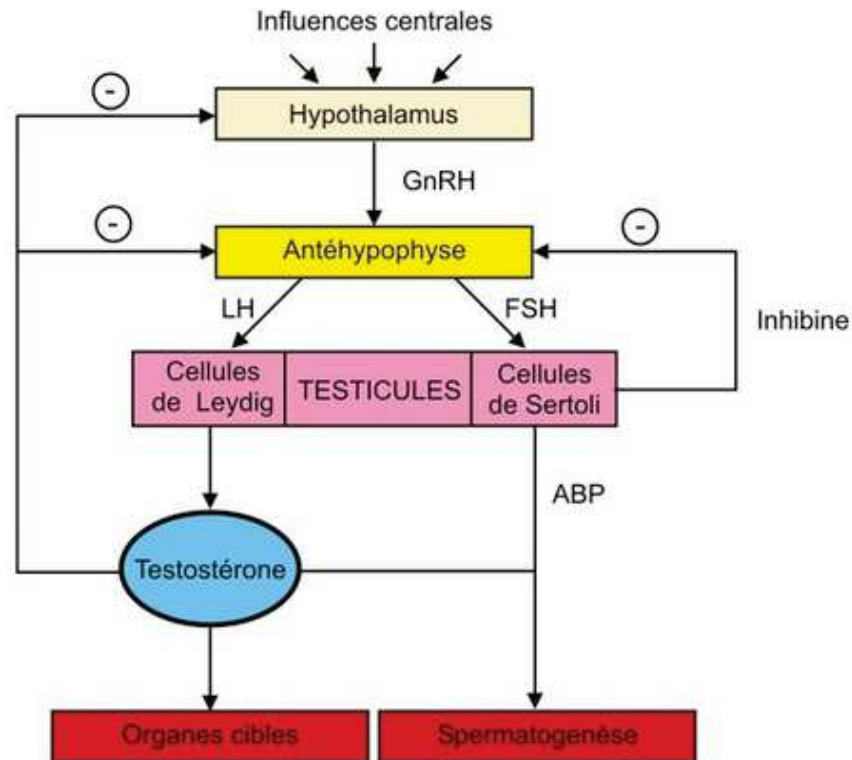 Influences centrales
-
Hypothalamus
GnRH
-
-
Antéhypophyse
LH
FSH
Inhibine
Cellules
de Leydig
TESTICULES
Cellules
de Sertoli
ABP
Testostérone
Organes cibles
Spermatogenèse